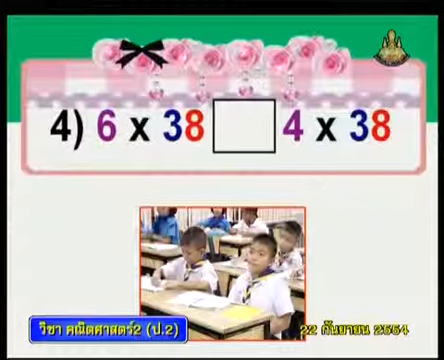 4) 6 x 38 4 x 38
วิชา คณิตศาสตร์2 (ป.2)
22 กันยายน 2554